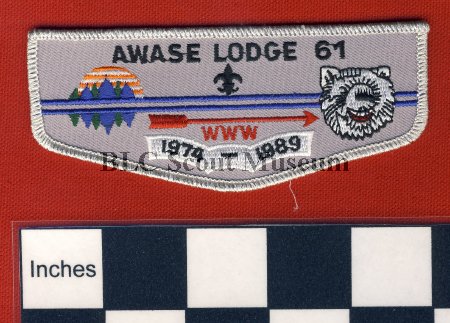 AWASE LODGE 61
WWW
1974 1989
BLC Scout Museum
Inches